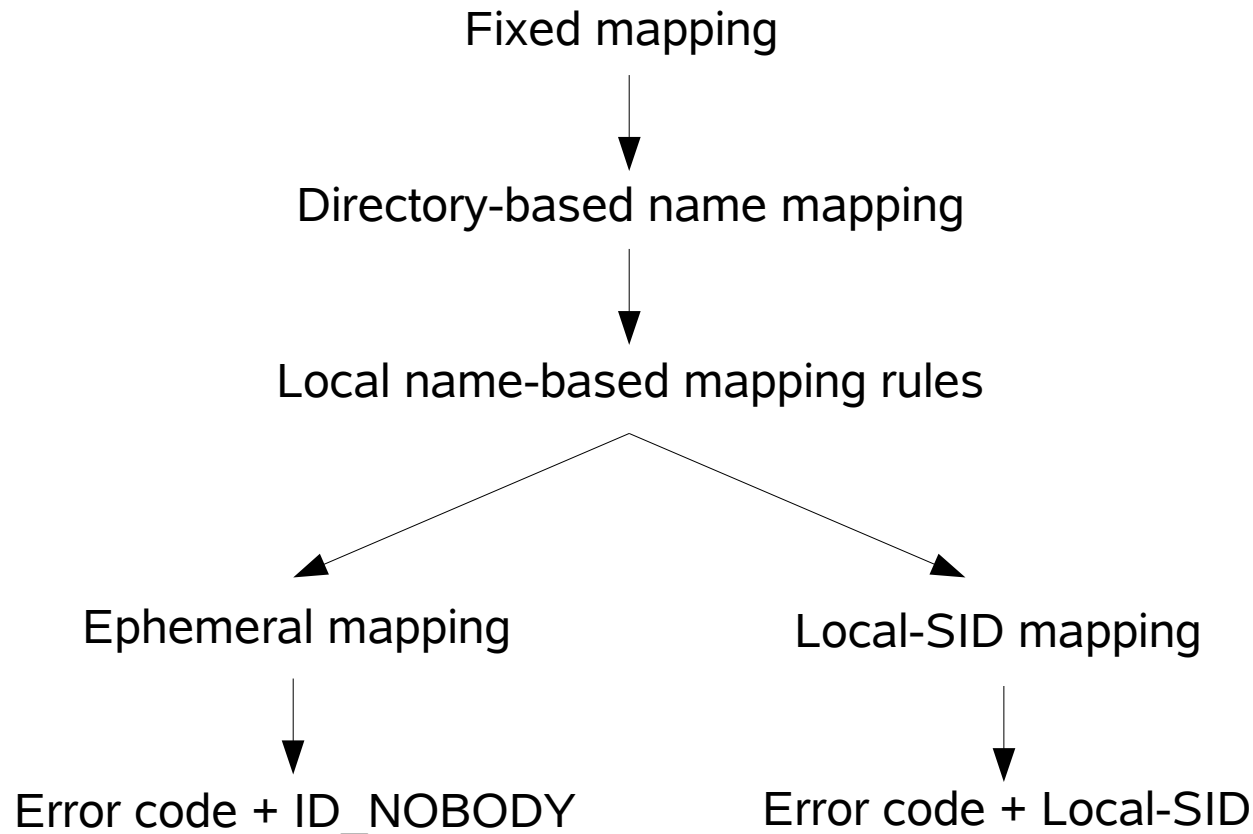 Fixed mapping
Directory-based name mapping
Local name-based mapping rules
Ephemeral mapping
Local-SID mapping
Error code + ID_NOBODY
Error code + Local-SID